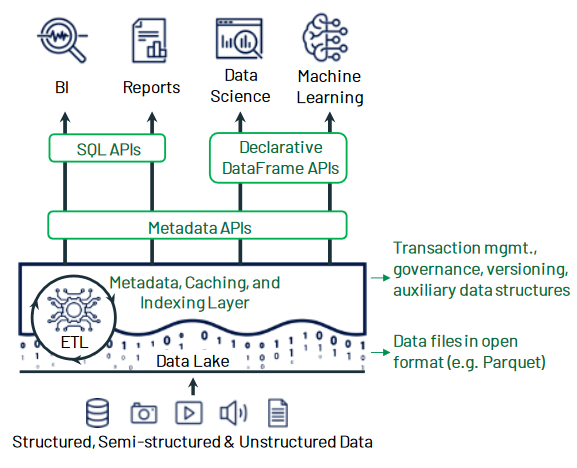 BI
Reports
Data
Science
Machine
Learning
SQL APIs
Declarative
DataFrame APIs
Metadata APIs
Metadata, Caching, and
Indexing Layer
Transaction mgmt.,
governance, versioning,
auxiliary data structures
ETL
Data Lake
Data files in open
format (e.g. Parquet)
Structured, Semi-structured & Unstructured Data